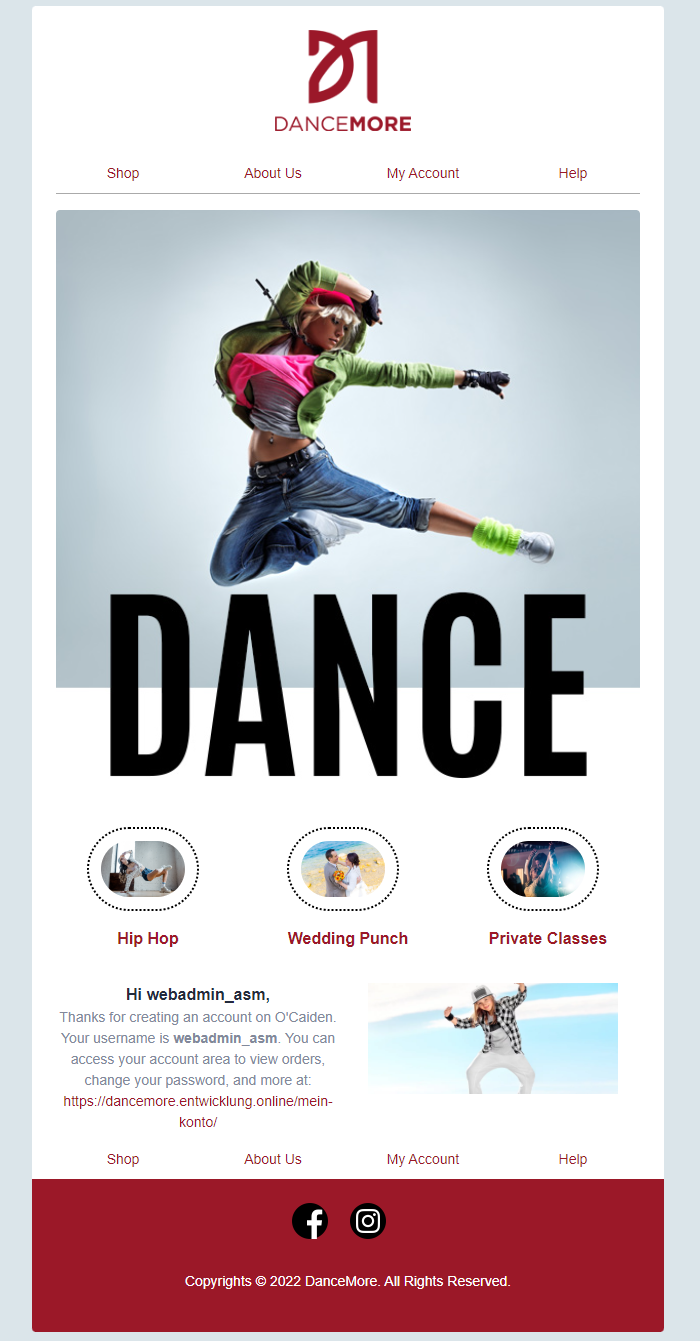 DANCEMORE
Shop About Us My Account Help
DANCE
Hip Hop Wedding Punch Private Classes
Hi webadmin_asm,
Thanks for creating an account on O'Caiden.
Your username is webadmin_asm. You can
access your account area to view orders,
change your password, and more at:
https://dancemore.entwicklung.online/mein-
konto/
Shop About Us My Account Help
Copyrights © 2022 DanceMore. All Rights Reserved.